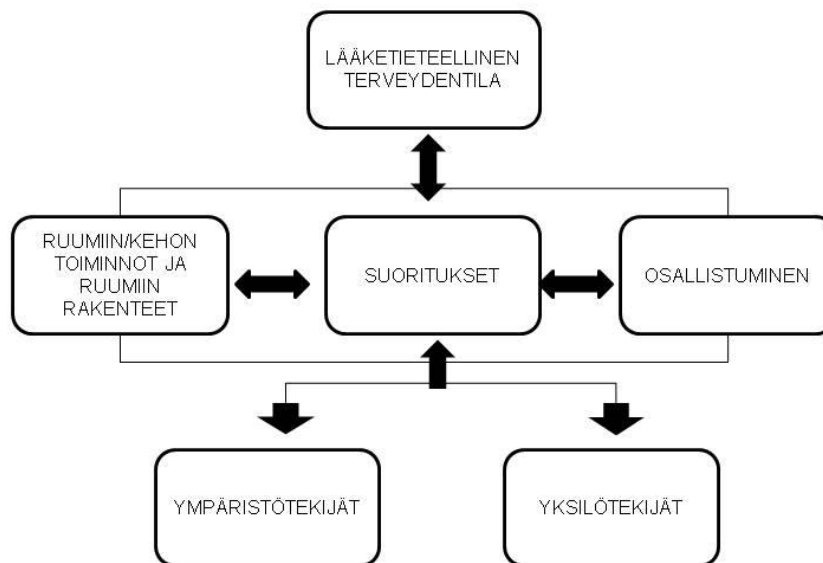 LÄÄKETIETEELLINEN
TERVEYDENTILA
RUUMIIN/KEHON
TOIMINNOT JA
RUUMIIN
RAKENTEET
SUORITUKSET
OSALLISTUMINEN
YMPÄRISTÖTEKIJÄT
YKSILÖTEKIJÄT